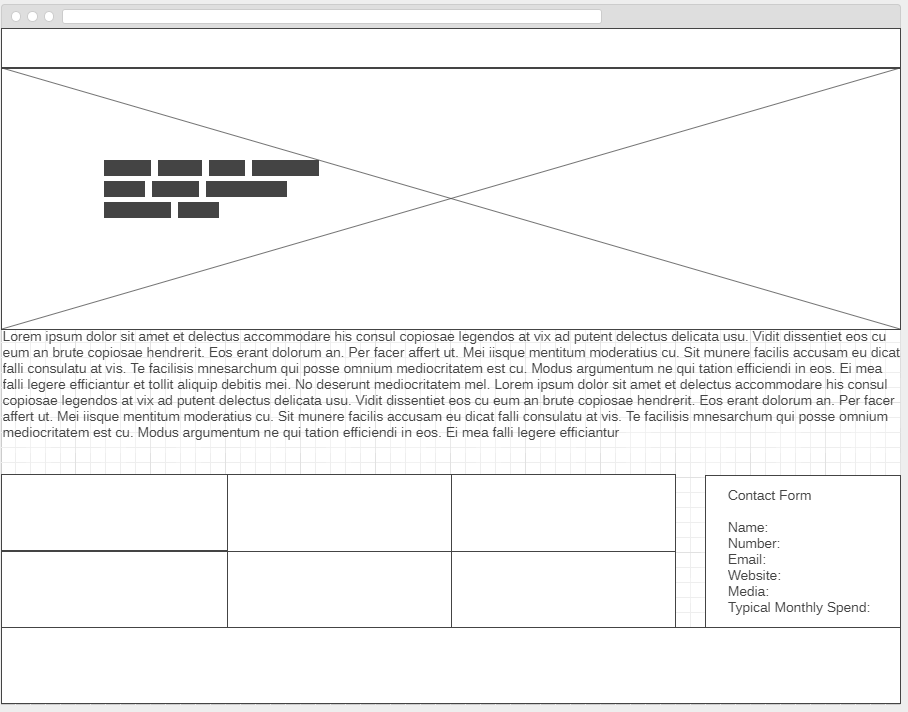 Lorem ipsum dolor sit amet et delectus accommodare his consul copiosae legendos at vix ad putent delectus delicata usu. Vidit dissentiet eos cu
eum an brute copiosae hendrerit. Eos erant dolorum an. Per facer affert ut. Mei iisque mentitum moderatius cu. Sit munere facilis accusam eu dicat
falli consulatu at vis. Te facilisis mnesarchum qui posse omnium mediocritatem est cu. Modus argumentum ne qui tation efficiendi in eos. Ei mea
falli legere efficiantur et tollit aliquip debitis mei. No deserunt mediocritatem mel. Lorem ipsum dolor sit amet et delectus accommodare his consul
copiosae legendos at vix ad putent delectus delicata usu. Vidit dissentiet eos cu eum an brute copiosae hendrerit. Eos erant dolorum an. Per facer
affert ut. Mei iisque mentitum moderatius cu. Sit munere facilis accusam eu dicat falli consulatu at vis. Te facilisis mnesarchum qui posse omnium
mediocritatem est cu. Modus argumentum ne qui tation efficiendi in eos. Ei mea falli legere efficiantur
Contact Form
Name:
Number:
Email:
Website:
Media:
Typical Monthly Spend: